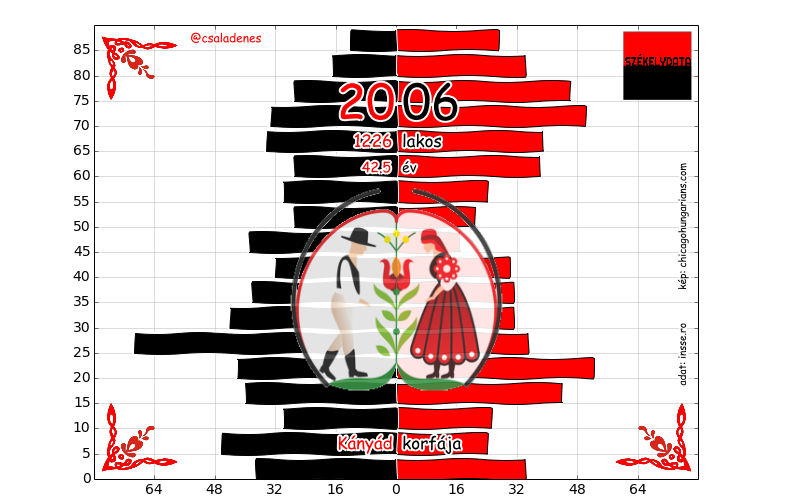 @csaladenes
SZÉKELYDATA
2006
1226 lakos
42.5 év
kép: chicagohungarians.com
adat: insse.ro
Kányád korfája
85
80
75
70
65
60
55
50
45
40
35
30
25
20
15
10
5
0
64 48 32 16 0 16 32 48 64